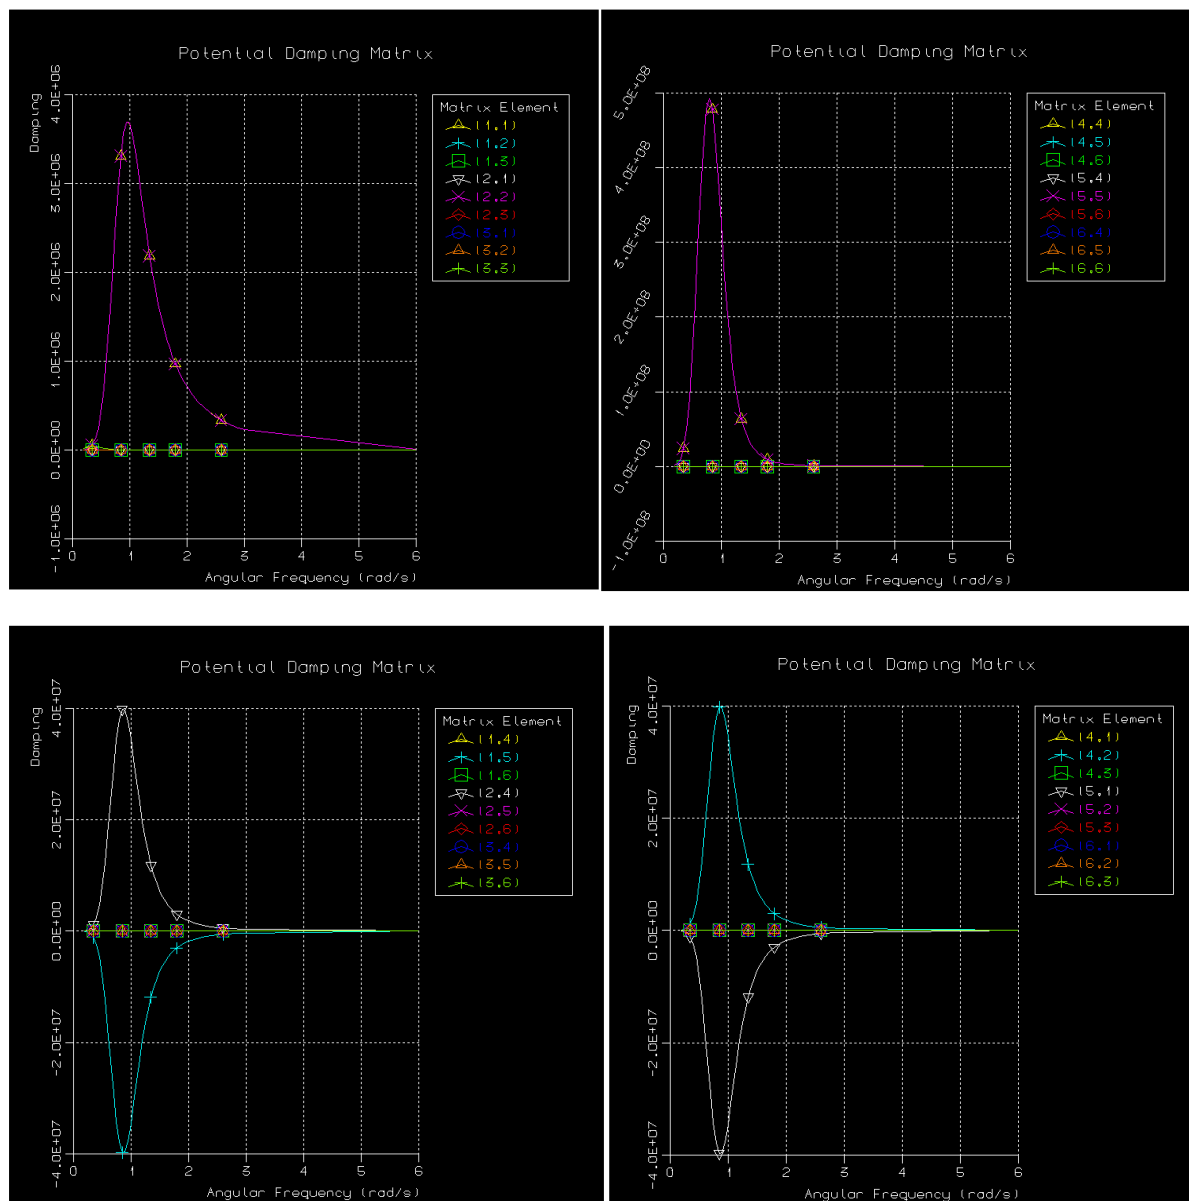 Potential Damping Matrix
Damping
4.0E+06
3.0E+06
2.0E+06
1.0E+06
0.0E+00
-1.0E+06
0 1 2 3 4 5 6
Angular Frequency (rad/s)
Matrix Element
(1,1)
(1,2)
(1,3)
(2,1)
(2,2)
(2,3)
(3,1)
(3,2)
(3,3)
Potential Damping Matrix
5.0E+08
4.0E+08
3.0E+08
2.0E+08
1.0E+08
0.0E+00
-1.0E+08
0 1 2 3 4 5 6
Angular Frequency (rad/s)
Matrix Element
(4,4)
(4,5)
(4,6)
(5,4)
(5,5)
(5,6)
(6,4)
(6,5)
(6,6)
Potential Damping Matrix
Damping
4.0E+07
2.0E+07
0.0E+00
-2.0E+07
-4.0E+07
0 1 2 3 4 5 6
Angular Frequency (rad/s)
Matrix Element
(1,4)
(1,5)
(1,6)
(2,4)
(2,5)
(2,6)
(3,4)
(3,5)
(3,6)
Potential Damping Matrix
Damping
4.0E+07
2.0E+07
0.0E+00
-2.0E+07
-4.0E+07
0 1 2 3 4 5 6
Angular Frequency (rad/s)
Matrix Element
(4,1)
(4,2)
(4,3)
(5,1)
(5,2)
(5,3)
(6,1)
(6,2)
(6,3)